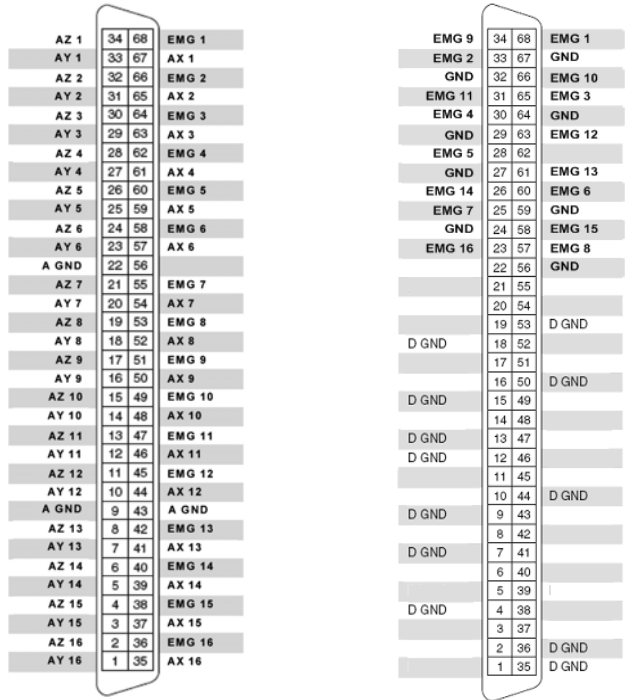 AZ 1 34 68 EMG 1
AY 1 33 67 AX 1
AZ 2 32 66 EMG 2
AY 2 31 65 AX 2
AZ 3 30 64 EMG 3
AY 3 29 63 AX 3
AZ 4 28 62 EMG 4
AY 4 27 61 AX 4
AZ 5 26 60 EMG 5
AY 5 25 59 AX 5
AZ 6 24 58 EMG 6
AY 6 23 57 AX 6
A GND 22 56
AZ 7 21 55 EMG 7
AY 7 20 54 AX 7
AZ 8 19 53 EMG 8
AY 8 18 52 AX 8
AZ 9 17 51 EMG 9
AY 9 16 50 AX 9
AZ 10 15 49 EMG 10
AY 10 14 48 AX 10
AZ 11 13 47 EMG 11
AY 11 12 46 AX 11
AZ 12 11 45 EMG 12
AY 12 10 44 AX 12
A GND 9 43 A GND
AZ 13 8 42 EMG 13
AY 13 7 41 AX 13
AZ 14 6 40 EMG 14
AY 14 5 39 AX 14
AZ 15 4 38 EMG 15
AY 15 3 37 AX 15
AZ 16 2 36 EMG 16
AY 16 1 35 AX 16
EMG 9 34 68 EMG 1
EMG 2 33 67 GND
GND 32 66 EMG 10
EMG 11 31 65 EMG 3
EMG 4 30 64 GND
GND 29 63 EMG 12
EMG 5 28 62
GND 27 61 EMG 13
EMG 14 26 60 EMG 6
EMG 7 25 59 GND
GND 24 58 EMG 15
EMG 16 23 57 EMG 8
22 56 GND
21 55
20 54
19 53 D GND
D GND 18 52
17 51
16 50 D GND
D GND 15 49
14 48
D GND 13 47
D GND 12 46
11 45
10 44 D GND
D GND 9 43
8 42
D GND 7 41
6 40
5 39
D GND 4 38
3 37
2 36 D GND
1 35 D GND